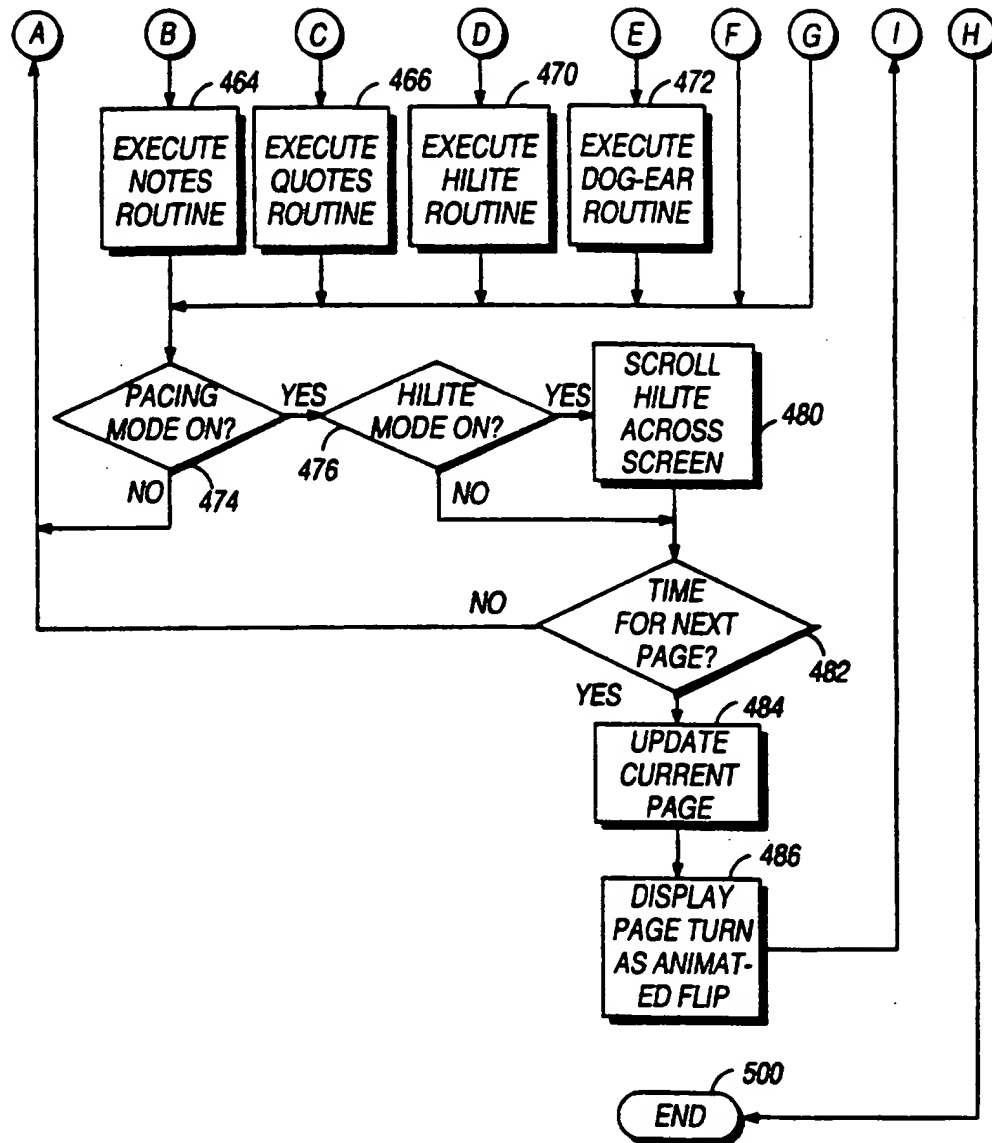 A B C D E F G I H
464 466 470 472
EXECUTE
NOTES
ROUTINE
EXECUTE
QUOTES
ROUTINE
EXECUTE
HILITE
ROUTINE
EXECUTE
DOG-EAR
ROUTINE
PACING
MODE ON?
YES
NO
474
HILITE
MODE ON?
YES
476
NO
SCROLL
HILITE
ACROSS
SCREEN
480
TIME
FOR NEXT
PAGE?
NO
482
YES
484
UPDATE
CURRENT
PAGE
486
DISPLAY
PAGE TURN
AS ANIMAT-
ED FLIP
500
END